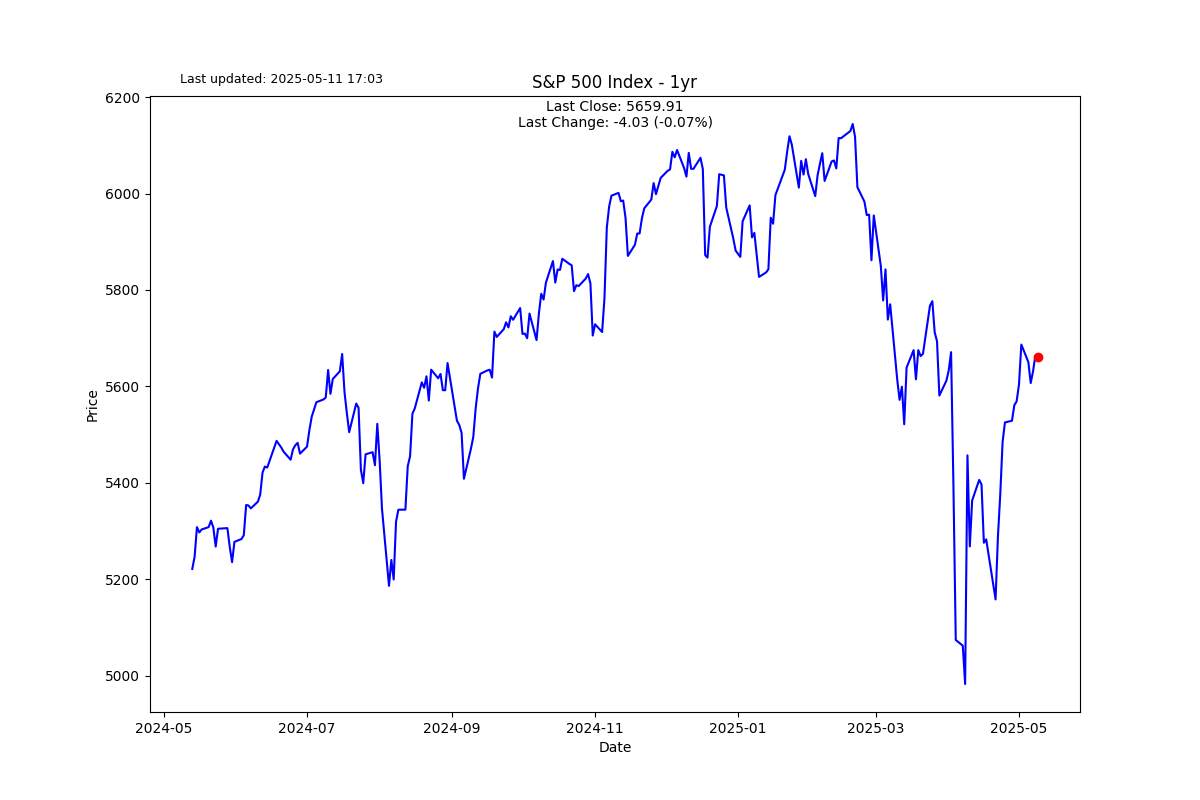 Last updated: 2025-05-11 17:03
S&P 500 Index - 1yr
Last Close: 5659.91
Last Change: -4.03 (-0.07%)
6200
6000
5800
5600
5400
5200
5000
Price
2024-05
2024-07
2024-09
2024-11
2025-01
2025-03
2025-05
Date